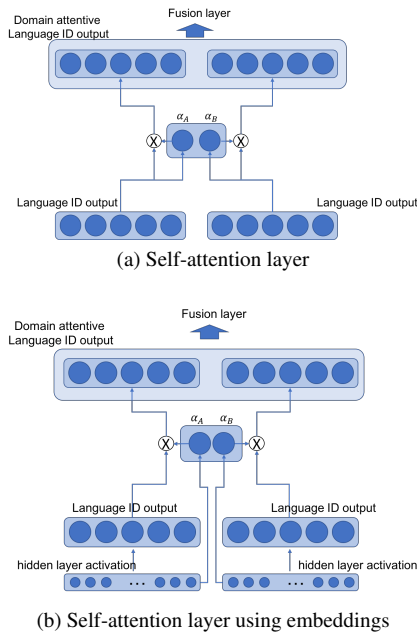 Fusion layer
Domain attentive
Language ID output
α_A α_B
X X
Language ID output Language ID output
(a) Self-attention layer
Fusion layer
Domain attentive
Language ID output
α_A α_B
X X
Language ID output Language ID output
hidden layer activation hidden layer activation
... ...
(b) Self-attention layer using embeddings